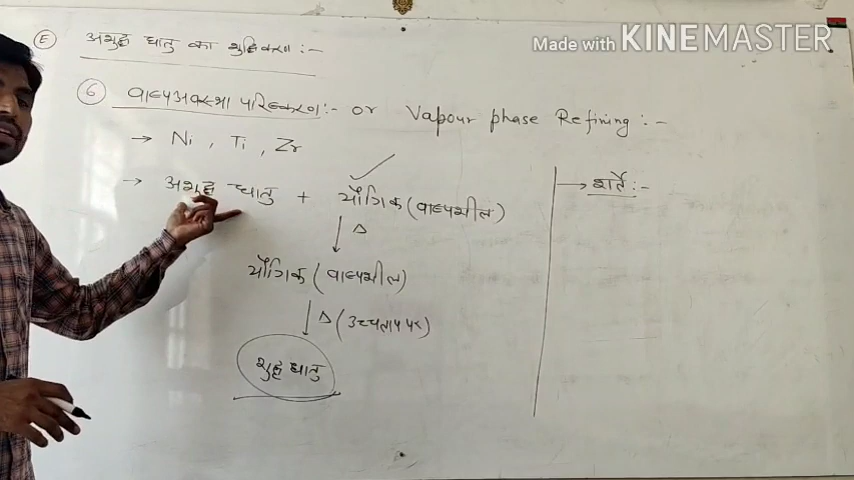 Made with KINEMASTER
E अशुद्ध धातु का शुद्धिकरण :-
6 वाष्प अवस्था परिष्करण :- or Vapour phase Refining :-
→ Ni , Ti , Zr
→ अशुद्ध धातु + यौगिक (वाष्पशील)
→ शर्ते :-
Δ
यौगिक (वाष्पशील)
Δ (उच्चताप पर)
शुद्ध धातु